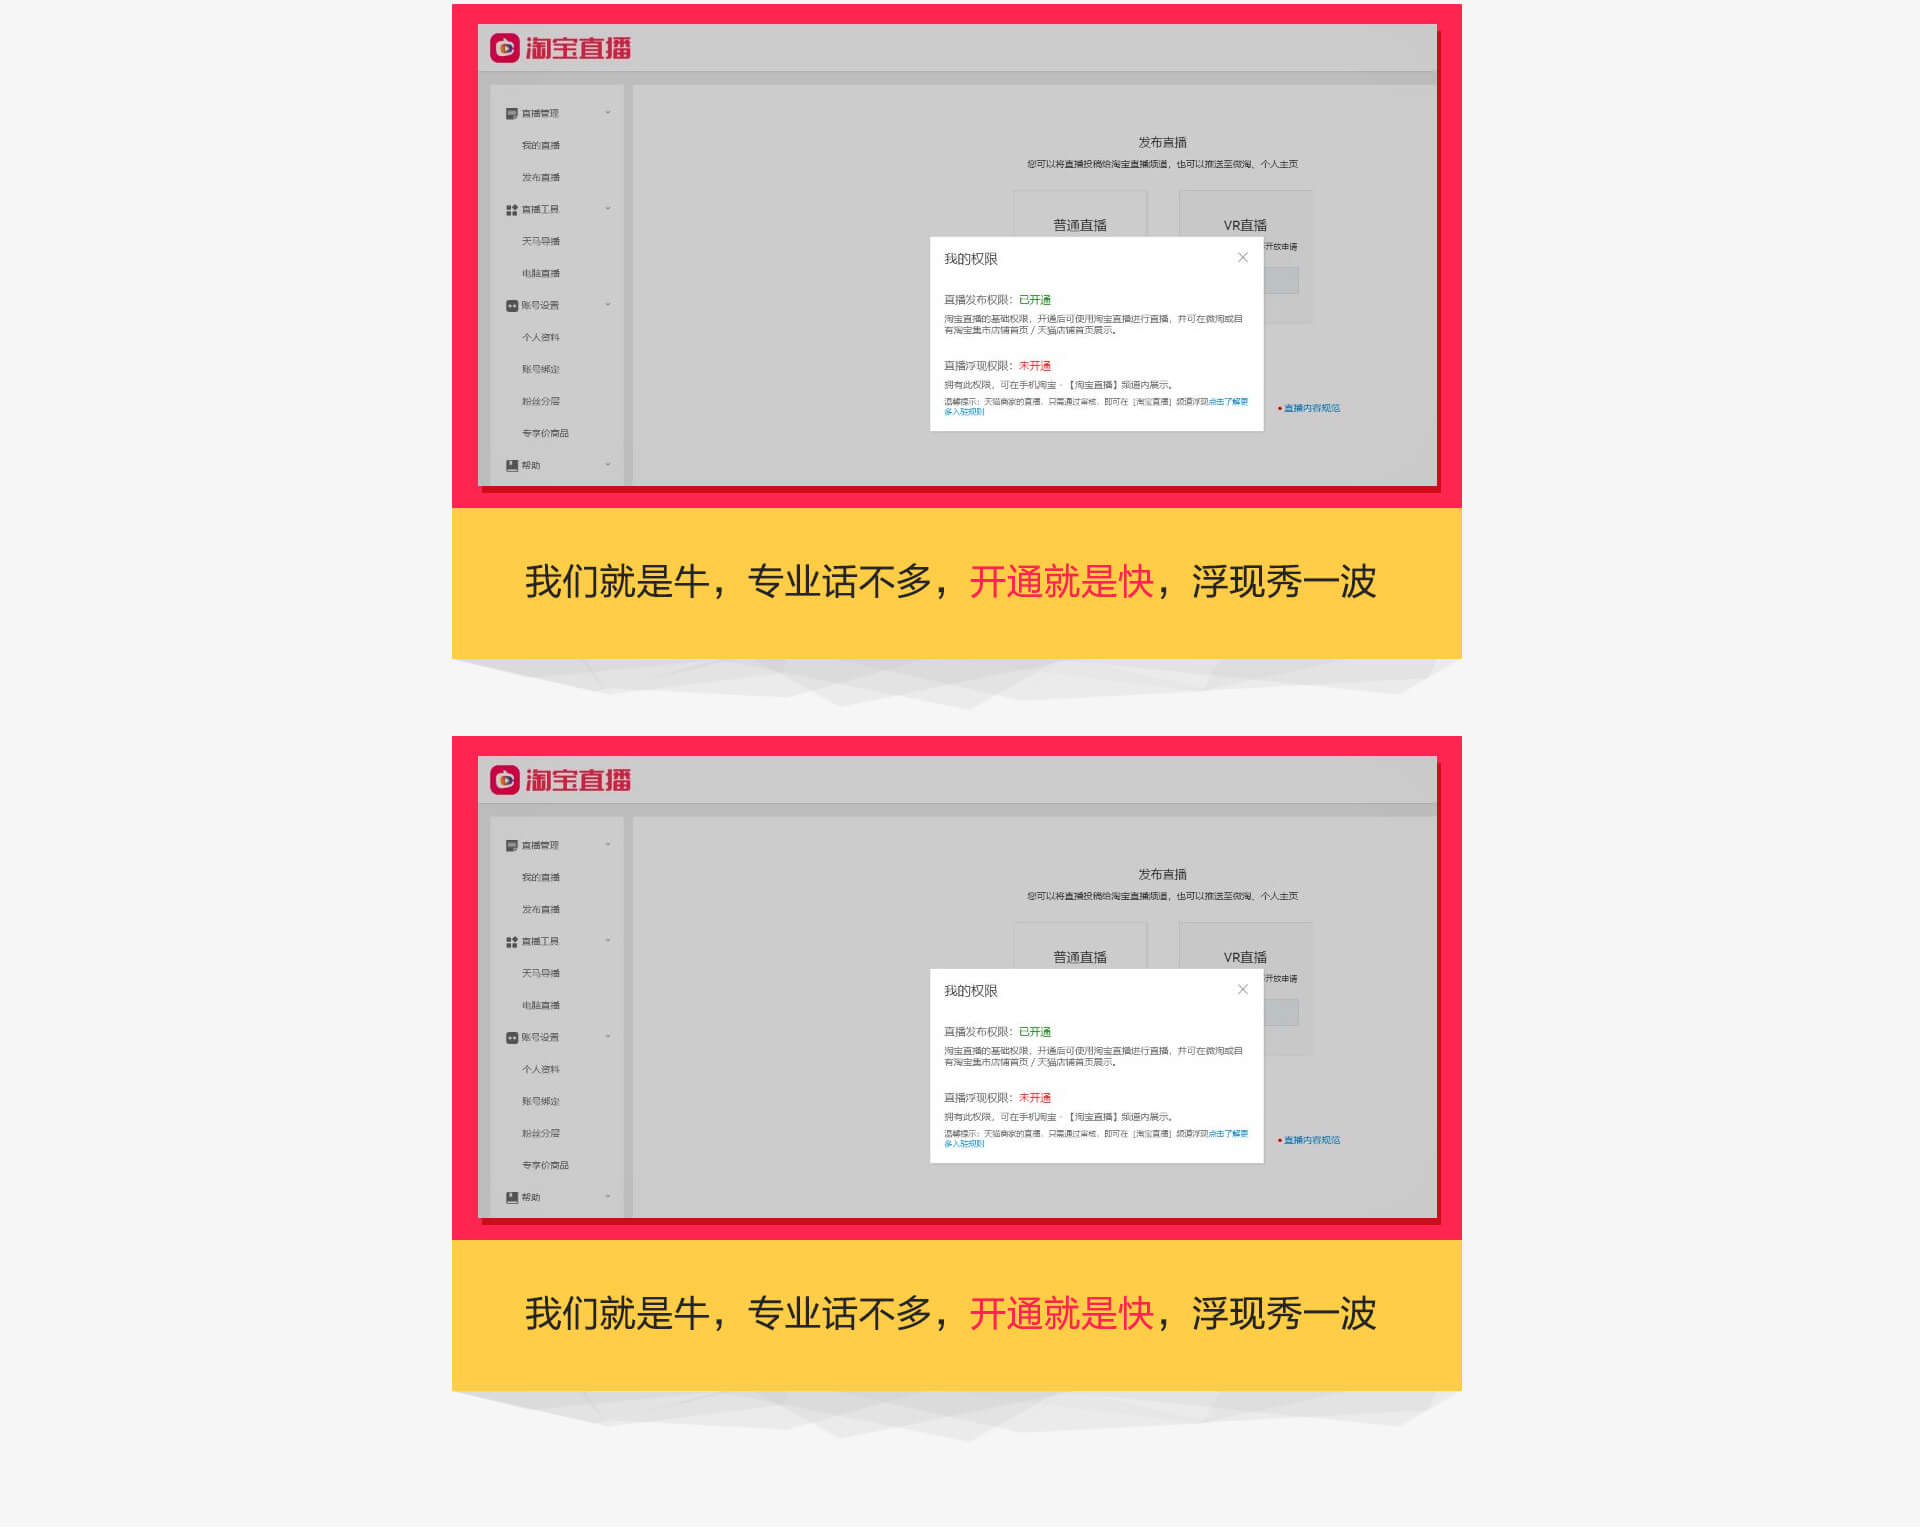 淘宝直播
直播管理
我的直播
发布直播
直播工具
天马导播
电脑直播
账号设置
个人资料
账号绑定
粉丝分层
专享价商品
帮助
发布直播
您可以将直播投稿给淘宝直播频道，也可以推送至微淘、个人主页
普通直播
VR直播
开放申请
我的权限
直播发布权限：已开通
淘宝直播的基础权限，开通后可使用淘宝直播进行直播，并可在微淘或自
有淘宝集市店铺首页 / 天猫店铺首页展示。
直播浮现权限：未开通
拥有此权限，可在手机淘宝 - 【淘宝直播】频道内展示。
温馨提示：天猫商家的直播，只需通过审核，即可在［淘宝直播］频道浮现点击了解更
多入驻规则
直播内容规范
我们就是牛，专业话不多，开通就是快，浮现秀一波
淘宝直播
直播管理
我的直播
发布直播
直播工具
天马导播
电脑直播
账号设置
个人资料
账号绑定
粉丝分层
专享价商品
帮助
发布直播
您可以将直播投稿给淘宝直播频道，也可以推送至微淘、个人主页
普通直播
VR直播
开放申请
我的权限
直播发布权限：已开通
淘宝直播的基础权限，开通后可使用淘宝直播进行直播，并可在微淘或自
有淘宝集市店铺首页 / 天猫店铺首页展示。
直播浮现权限：未开通
拥有此权限，可在手机淘宝 - 【淘宝直播】频道内展示。
温馨提示：天猫商家的直播，只需通过审核，即可在［淘宝直播］频道浮现点击了解更
多入驻规则
直播内容规范
我们就是牛，专业话不多，开通就是快，浮现秀一波